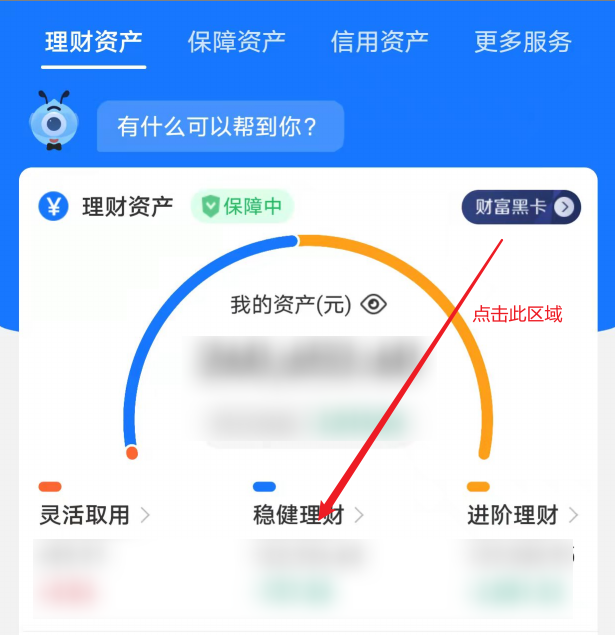 理财资产 保障资产 信用资产 更多服务
有什么可以帮到你?
¥ 理财资产 保障中 财富黑卡
我的资产(元)
点击此区域
灵活取用 稳健理财 进阶理财